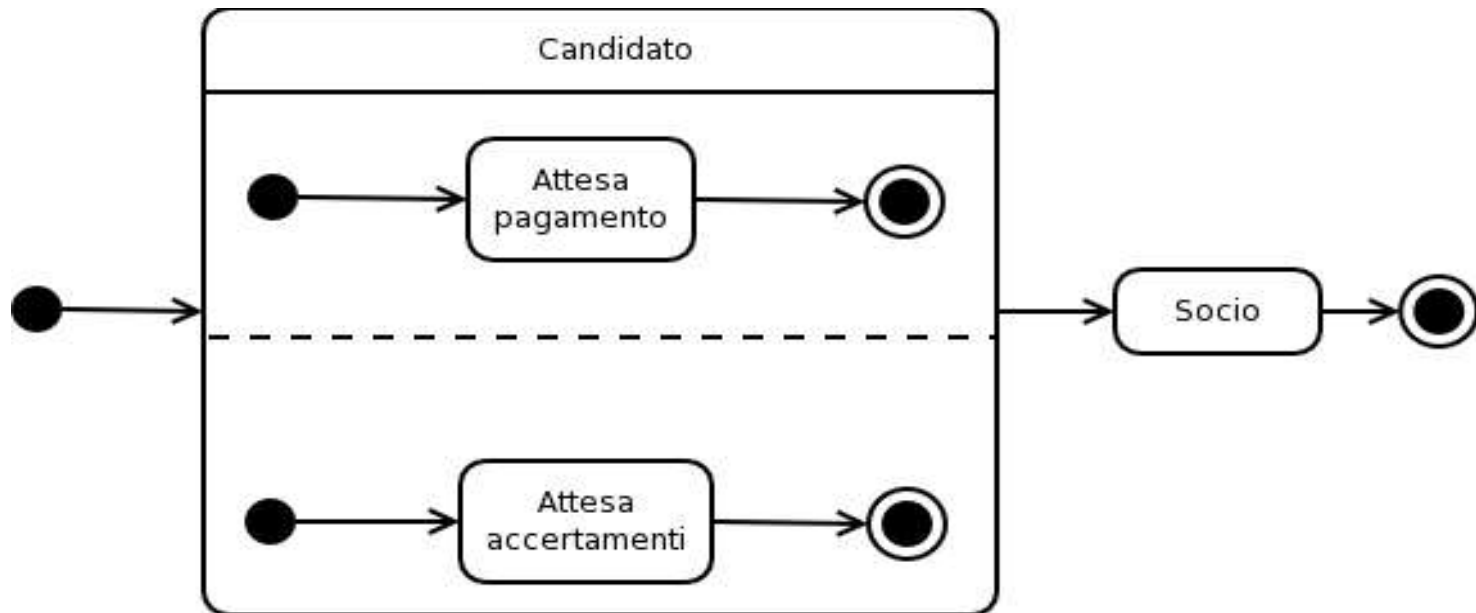 Candidato
Attesa
pagamento
Socio
Attesa
accertamenti